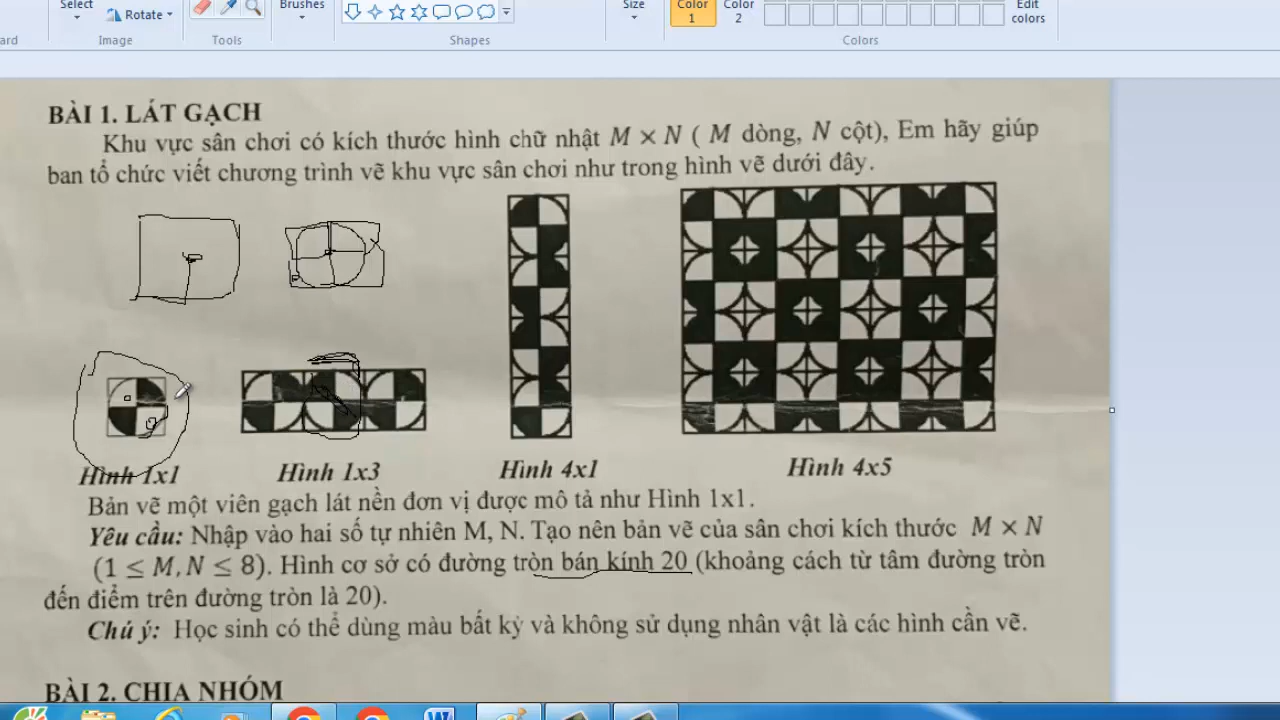 Select
Rotate
Brushes
Size
Color
1
Color
2
Edit
colors
ard
Image
Tools
Shapes
Colors
BÀI 1. LÁT GẠCH
Khu vực sân chơi có kích thước hình chữ nhật M × N ( M dòng, N cột), Em hãy giúp
ban tổ chức viết chương trình vẽ khu vực sân chơi như trong hình vẽ dưới đây.
Hình 1x1
Hình 1x3
Hình 4x1
Hình 4x5
Bản vẽ một viên gạch lát nền đơn vị được mô tả như Hình 1x1.
Yêu cầu: Nhập vào hai số tự nhiên M, N. Tạo nên bản vẽ của sân chơi kích thước M × N
(1 ≤ M, N ≤ 8). Hình cơ sở có đường tròn bán kính 20 (khoảng cách từ tâm đường tròn
đến điểm trên đường tròn là 20).
Chú ý: Học sinh có thể dùng màu bất kỳ và không sử dụng nhân vật là các hình cần vẽ.
BÀI 2. CHIA NHÓM